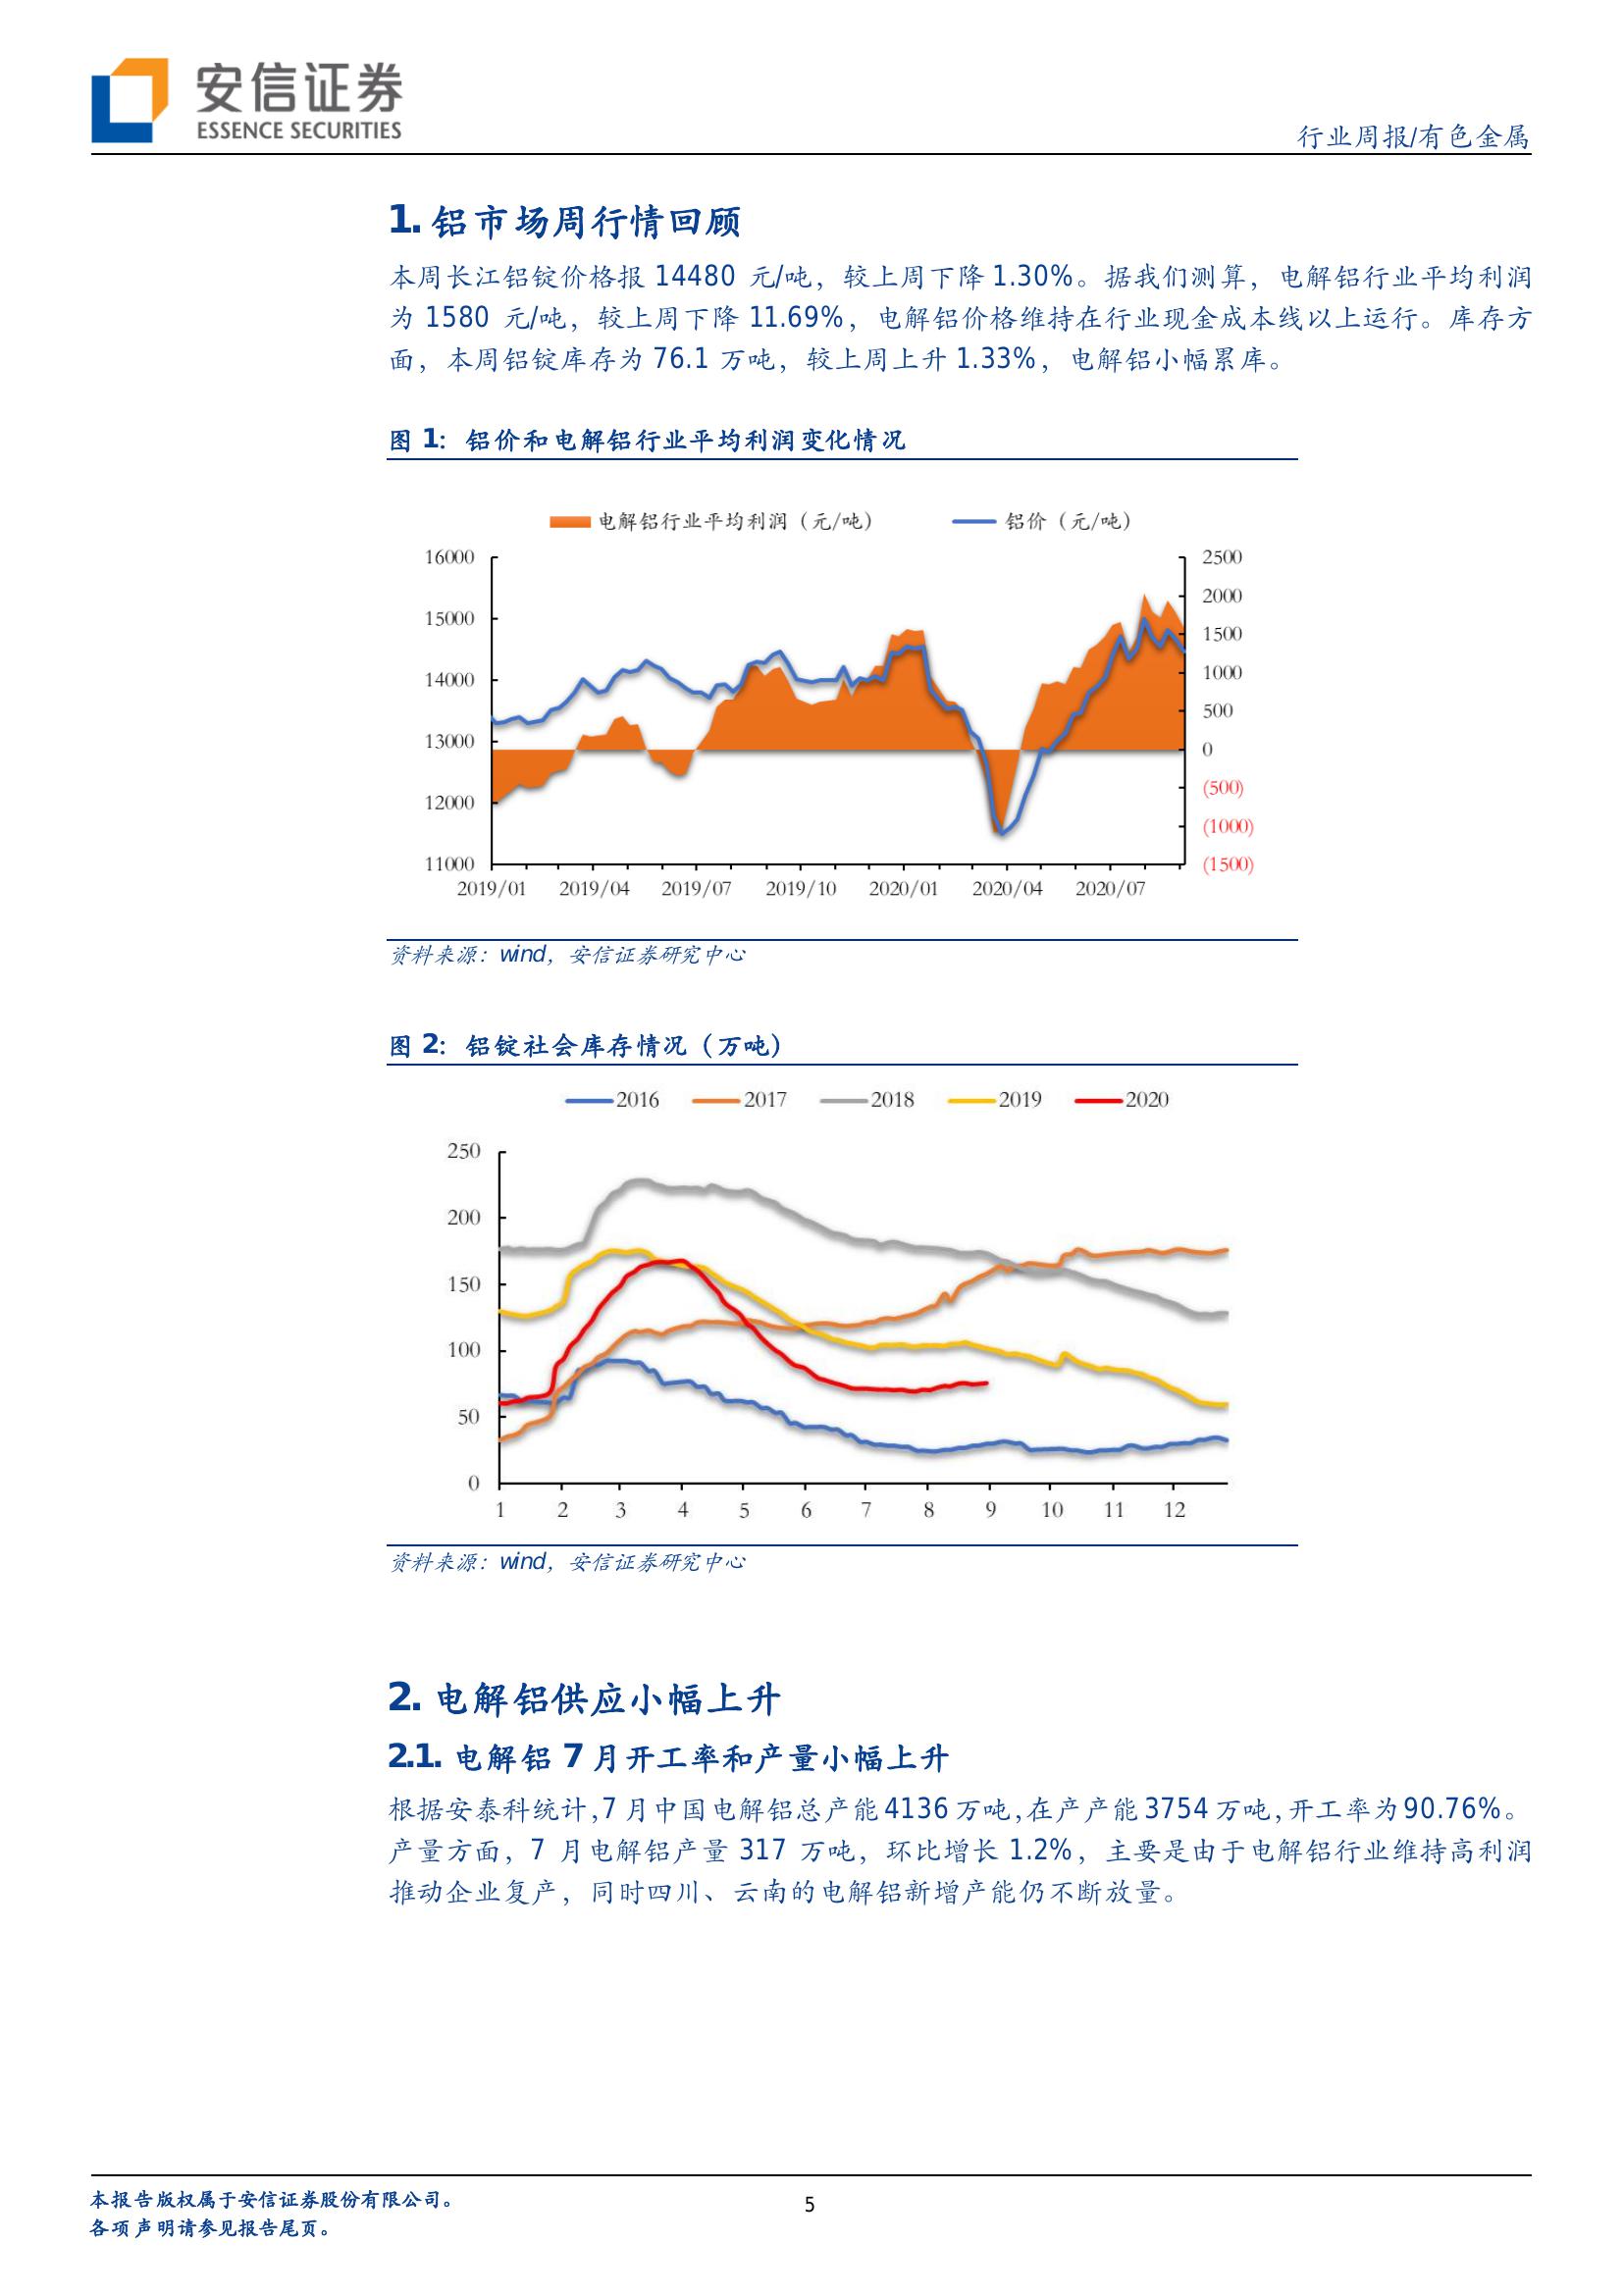 安信证券
ESSENCE SECURITIES
行业周报/有色金属
1. 铝市场周行情回顾
本周长江铝锭价格报 14480 元/吨，较上周下降 1.30%。据我们测算，电解铝行业平均利润
为 1580 元/吨，较上周下降 11.69%，电解铝价格维持在行业现金成本线以上运行。库存方
面，本周铝锭库存为 76.1 万吨，较上周上升 1.33%，电解铝小幅累库。
图 1：铝价和电解铝行业平均利润变化情况
电解铝行业平均利润（元/吨） 铝价（元/吨）
16000 2500
2000
15000
1500
14000 1000
500
13000
0
(500)
12000
(1000)
11000 (1500)
2019/01 2019/04 2019/07 2019/10 2020/01 2020/04 2020/07
资料来源：wind，安信证券研究中心
图 2：铝锭社会库存情况（万吨）
2016 2017 2018 2019 2020
250
200
150
100
50
0
1 2 3 4 5 6 7 8 9 10 11 12
资料来源：wind，安信证券研究中心
2. 电解铝供应小幅上升
2.1. 电解铝 7 月开工率和产量小幅上升
根据安泰科统计，7 月中国电解铝总产能 4136 万吨，在产产能 3754 万吨，开工率为 90.76%。
产量方面，7 月电解铝产量 317 万吨，环比增长 1.2%，主要是由于电解铝行业维持高利润
推动企业复产，同时四川、云南的电解铝新增产能仍不断放量。
本报告版权属于安信证券股份有限公司。
5
各项声明请参见报告尾页。